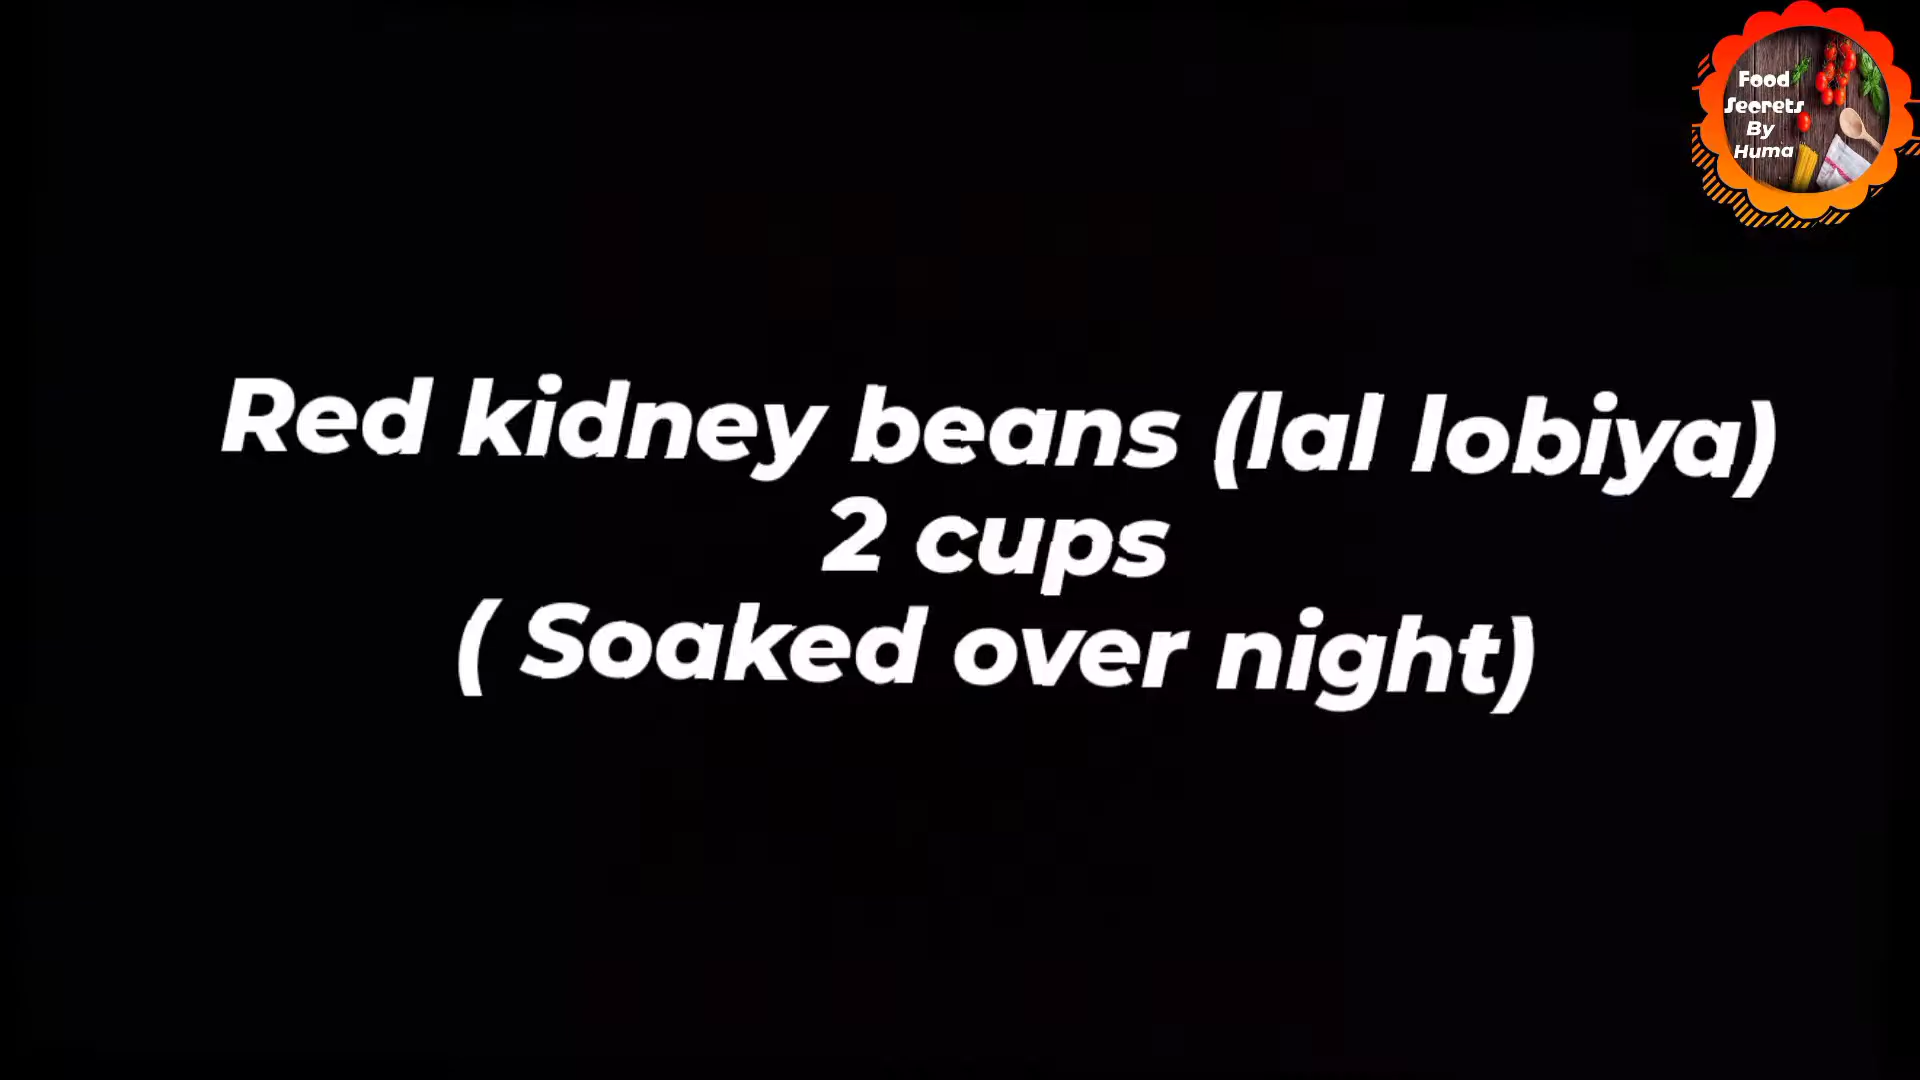 Food
Secrets
By
Huma
Red kidney beans (lal lobiya)
2 cups
( Soaked over night)